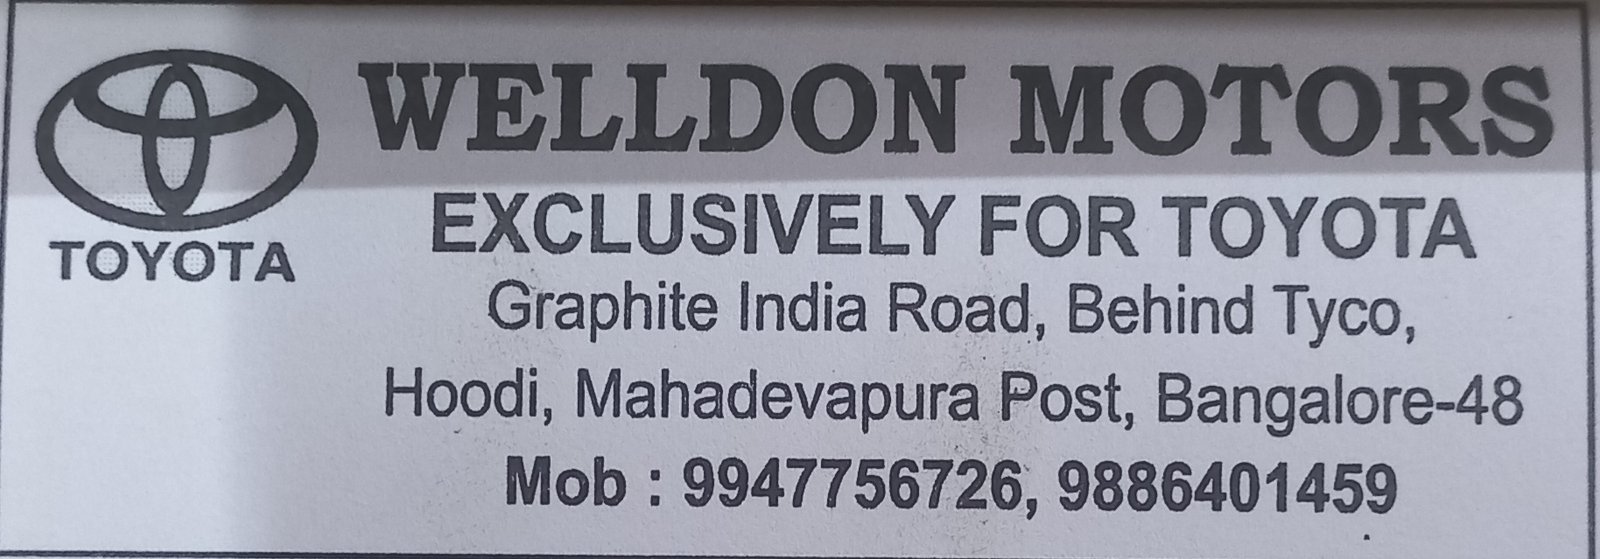 WELLDON MOTORS
TOYOTA
EXCLUSIVELY FOR TOYOTA
Graphite India Road, Behind Tyco,
Hoodi, Mahadevapura Post, Bangalore-48
Mob : 9947756726, 9886401459